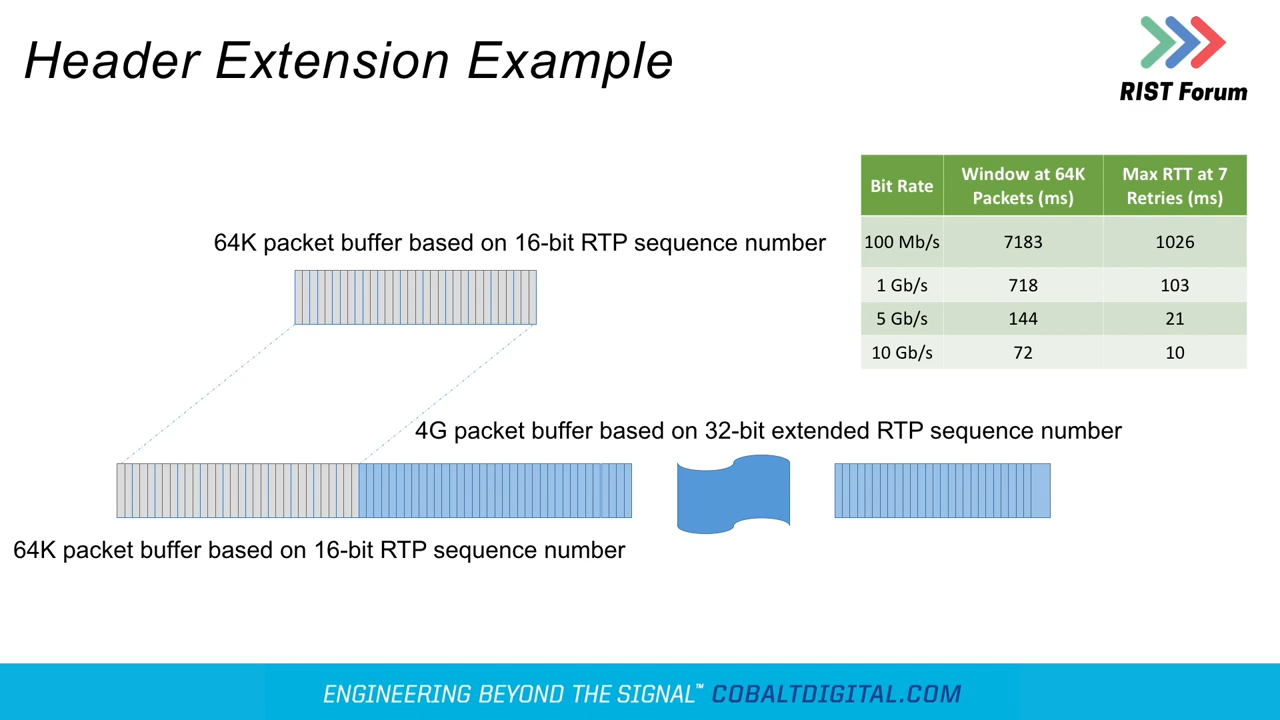 Header Extension Example
RIST Forum
Bit Rate
Window at 64K
Packets (ms)
Max RTT at 7
Retries (ms)
100 Mb/s 7183 1026
1 Gb/s 718 103
5 Gb/s 144 21
10 Gb/s 72 10
64K packet buffer based on 16-bit RTP sequence number
4G packet buffer based on 32-bit extended RTP sequence number
64K packet buffer based on 16-bit RTP sequence number
ENGINEERING BEYOND THE SIGNAL™ COBALTDIGITAL.COM